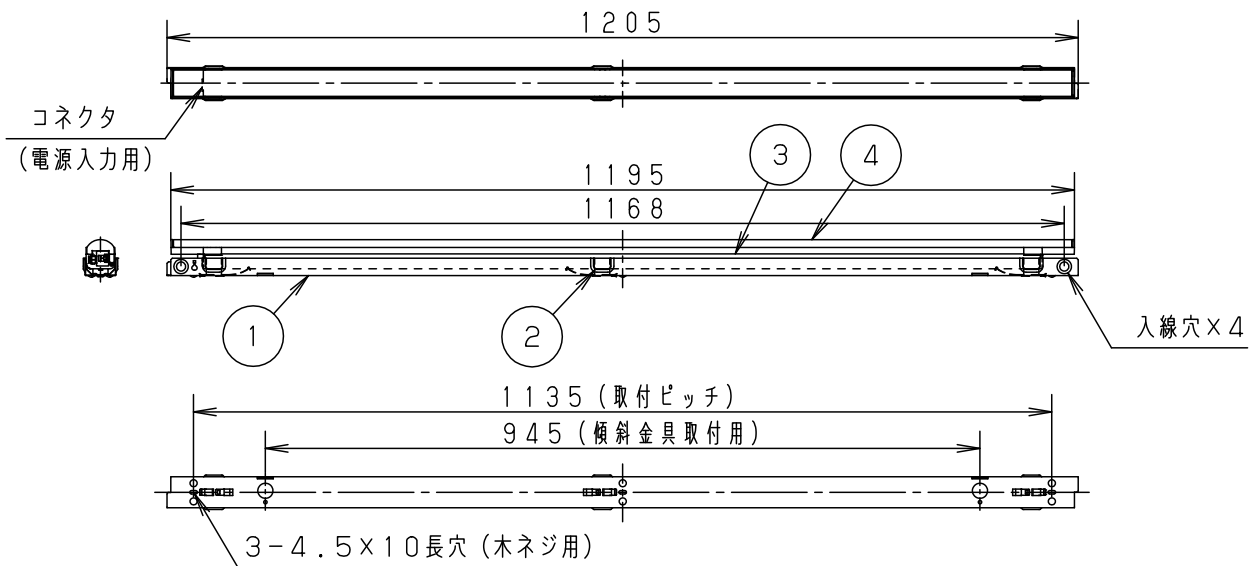 1205
コネクタ
(電源入力用)
3
4
1195
1168
1
2
入線穴×4
1135(取付ピッチ)
945(傾斜金具取付用)
3-4.5×10長穴(木ネジ用)